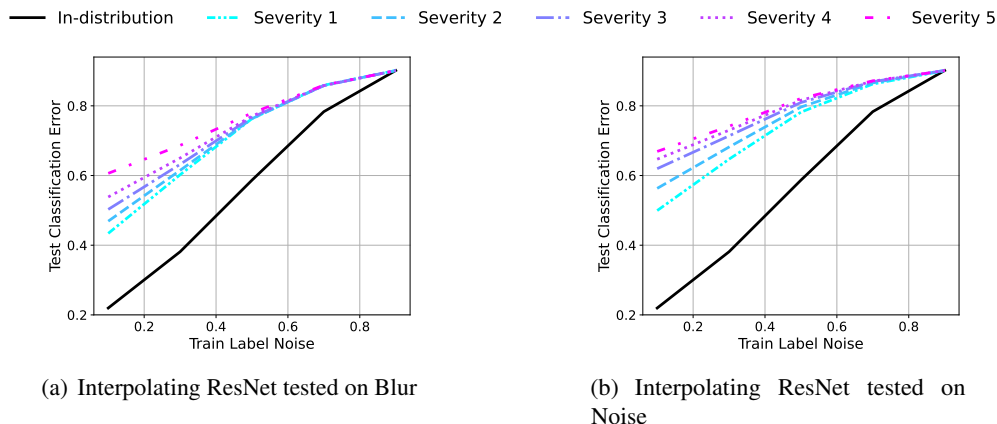 In-distribution Severity 1 Severity 2 Severity 3 Severity 4 Severity 5
Test Classification Error
0.8
0.6
0.4
0.2
0.2 0.4 0.6 0.8
Train Label Noise
(a) Interpolating ResNet tested on Blur
Test Classification Error
0.8
0.6
0.4
0.2
0.2 0.4 0.6 0.8
Train Label Noise
(b) Interpolating ResNet tested on
Noise